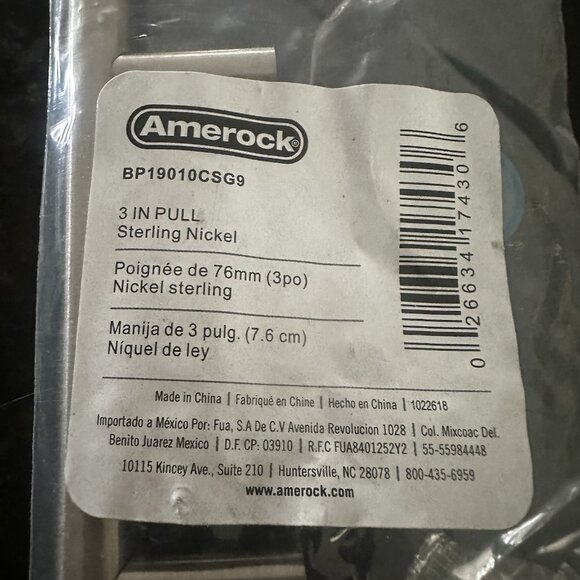 Amerock®
BP19010CSG9
3 IN PULL
Sterling Nickel
Poignée de 76mm (3po)
Nickel sterling
Manija de 3 pulg. (7.6 cm)
Níquel de ley
Made in China | Fabriqué en Chine | Hecho en China | 1022618
Importado a México Por: Fua, S.A De C.V Avenida Revolucion 1028 | Col. Mixcoac Del.
Benito Juarez Mexico | D.F. CP: 03910 | R.F.C FUA8401252Y2 | 55-55984448
10115 Kincey Ave., Suite 210 | Huntersville, NC 28078 | 800-435-6959
www.amerock.com
0 26634 17430 6